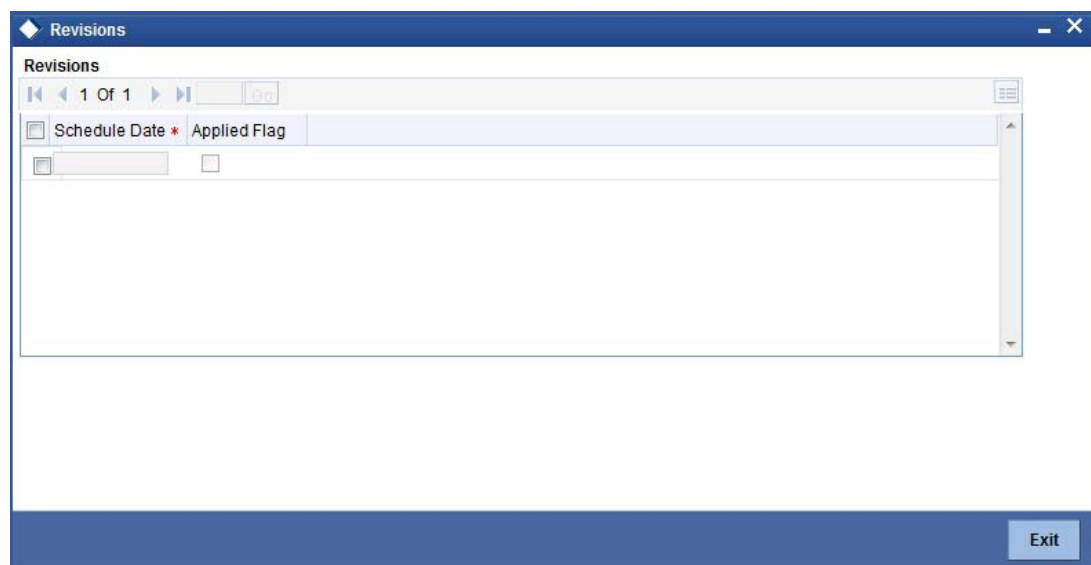 Revisions
Revisions
1 Of 1 Go
Schedule Date * Applied Flag
Exit